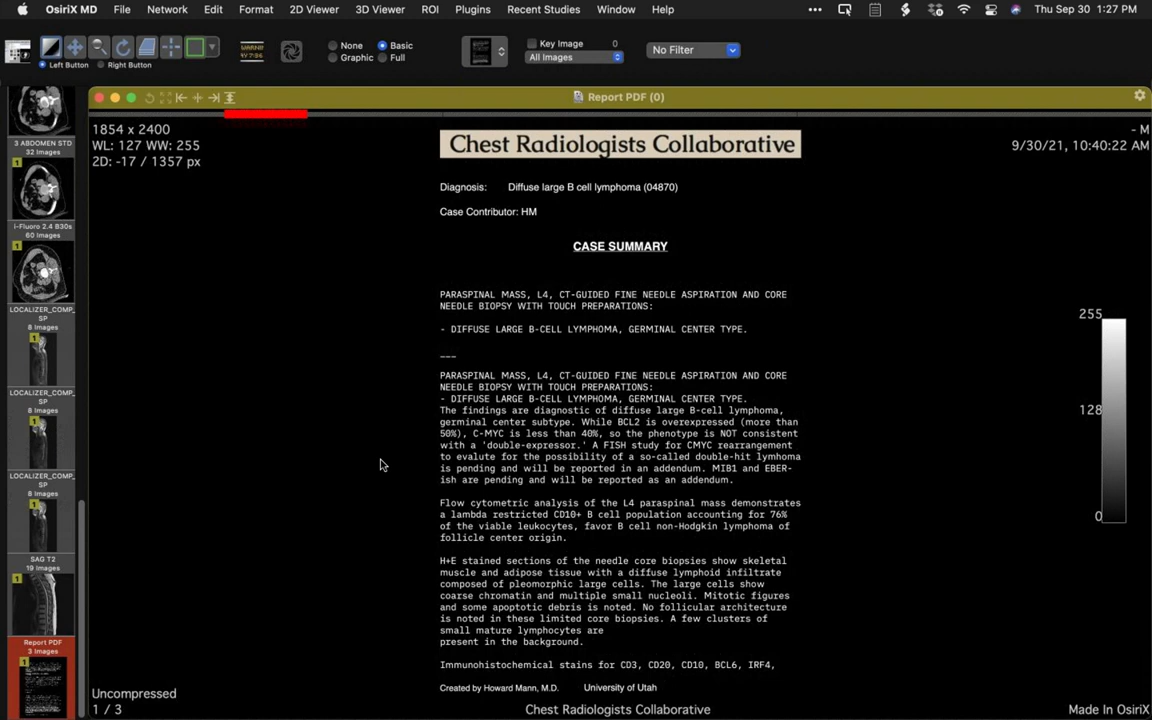 OsiriX MD File Network Edit Format 2D Viewer 3D Viewer ROI Plugins Recent Studies Window Help Thu Sep 30 1:27 PM
None Basic
Graphic Full
Left Button Right Button
Key Image 0
All Images
No Filter
Report PDF (0)
3 ABDOMEN STD
32 Images
1
i-Fluoro 2.4 B30s
60 Images
1
LOCALIZER_COMP_
SP
8 Images
1
LOCALIZER_COMP_
SP
8 Images
1
LOCALIZER_COMP_
SP
8 Images
1
SAG T2
19 Images
1
Report PDF
3 Images
1
1854 x 2400
WL: 127 WW: 255
2D: -17 / 1357 px
- M
9/30/21, 10:40:22 AM
Chest Radiologists Collaborative
Diagnosis: Diffuse large B cell lymphoma (04870)
Case Contributor: HM
CASE SUMMARY
PARASPINAL MASS, L4, CT-GUIDED FINE NEEDLE ASPIRATION AND CORE
NEEDLE BIOPSY WITH TOUCH PREPARATIONS:
- DIFFUSE LARGE B-CELL LYMPHOMA, GERMINAL CENTER TYPE.
___
PARASPINAL MASS, L4, CT-GUIDED FINE NEEDLE ASPIRATION AND CORE
NEEDLE BIOPSY WITH TOUCH PREPARATIONS:
- DIFFUSE LARGE B-CELL LYMPHOMA, GERMINAL CENTER TYPE.
The findings are diagnostic of diffuse large B-cell lymphoma,
germinal center subtype. While BCL2 is overexpressed (more than
50%), C-MYC is less than 40%, so the phenotype is NOT consistent
with a 'double-expressor.' A FISH study for CMYC rearrangement
to evalute for the possibility of a so-called double-hit lymhoma
is pending and will be reported in an addendum. MIB1 and EBER-
ish are pending and will be reported as an addendum.
Flow cytometric analysis of the L4 paraspinal mass demonstrates
a lambda restricted CD10+ B cell population accounting for 76%
of the viable leukocytes, favor B cell non-Hodgkin lymphoma of
follicle center origin.
H+E stained sections of the needle core biopsies show skeletal
muscle and adipose tissue with a diffuse lymphoid infiltrate
composed of pleomorphic large cells. The large cells show
coarse chromatin and multiple small nucleoli. Mitotic figures
and some apoptotic debris is noted. No follicular architecture
is noted in these limited core biopsies. A few clusters of
small mature lymphocytes are
present in the background.
Immunohistochemical stains for CD3, CD20, CD10, BCL6, IRF4,
Created by Howard Mann, M.D. University of Utah
255
128
0
Uncompressed
1 / 3
Chest Radiologists Collaborative
Made In OsiriX